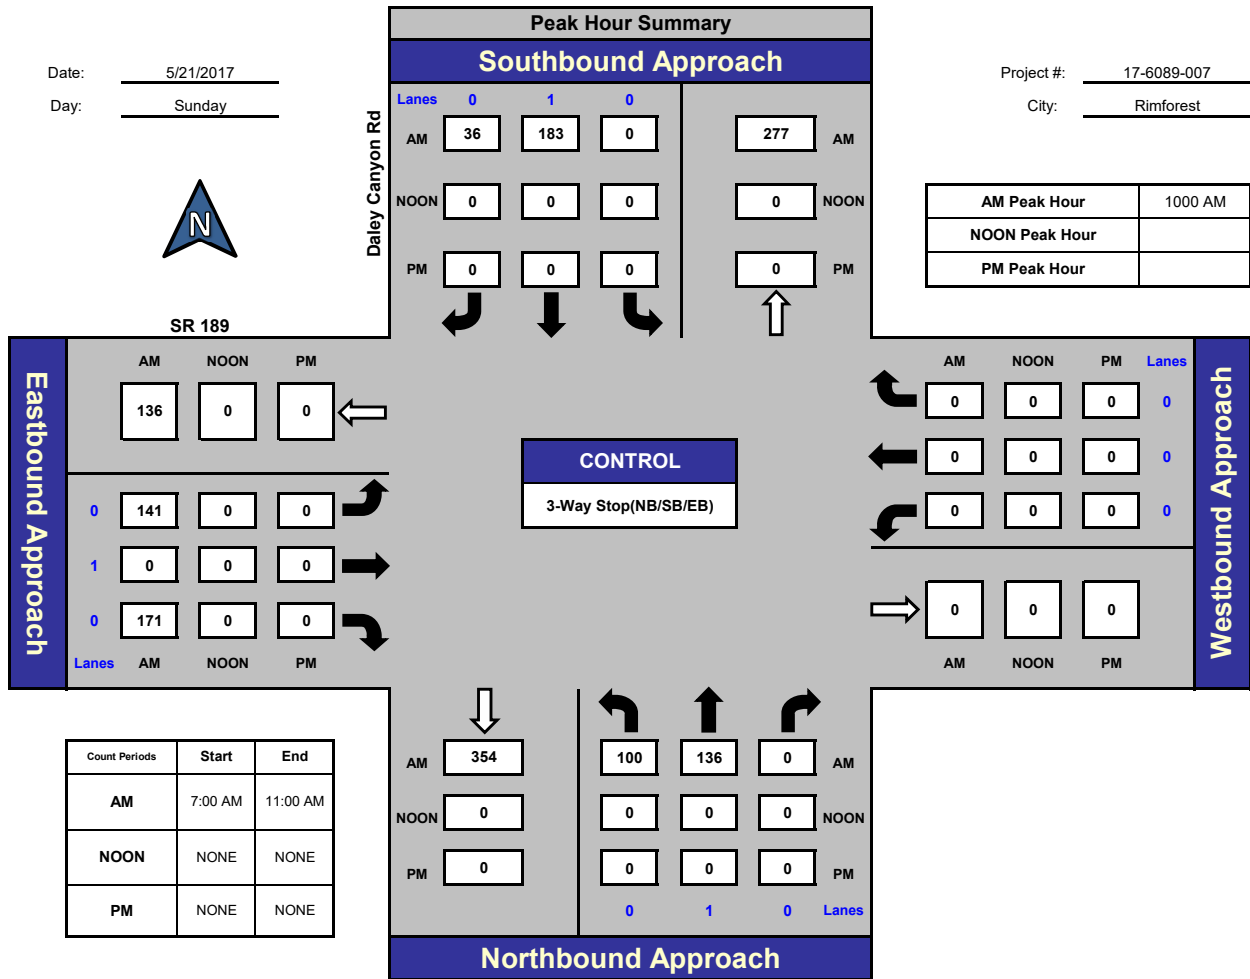 Peak Hour Summary
Southbound Approach
Date: 5/21/2017
Day: Sunday
Project #: 17-6089-007
City: Rimforest
N
Daley Canyon Rd
Lanes 0 1 0
AM 36 183 0 277 AM
NOON 0 0 0 0 NOON
PM 0 0 0 0 PM
AM Peak Hour 1000 AM
NOON Peak Hour
PM Peak Hour
SR 189
Eastbound Approach
AM NOON PM
136 0 0
0 141 0 0
1 0 0 0
0 171 0 0
Lanes AM NOON PM
CONTROL
3-Way Stop(NB/SB/EB)
AM NOON PM Lanes
0 0 0 0
0 0 0 0
0 0 0 0
0 0 0
AM NOON PM
Westbound Approach
Count Periods Start End
AM 7:00 AM 11:00 AM
NOON NONE NONE
PM NONE NONE
AM 354 100 136 0 AM
NOON 0 0 0 0 NOON
PM 0 0 0 0 PM
0 1 0 Lanes
Northbound Approach